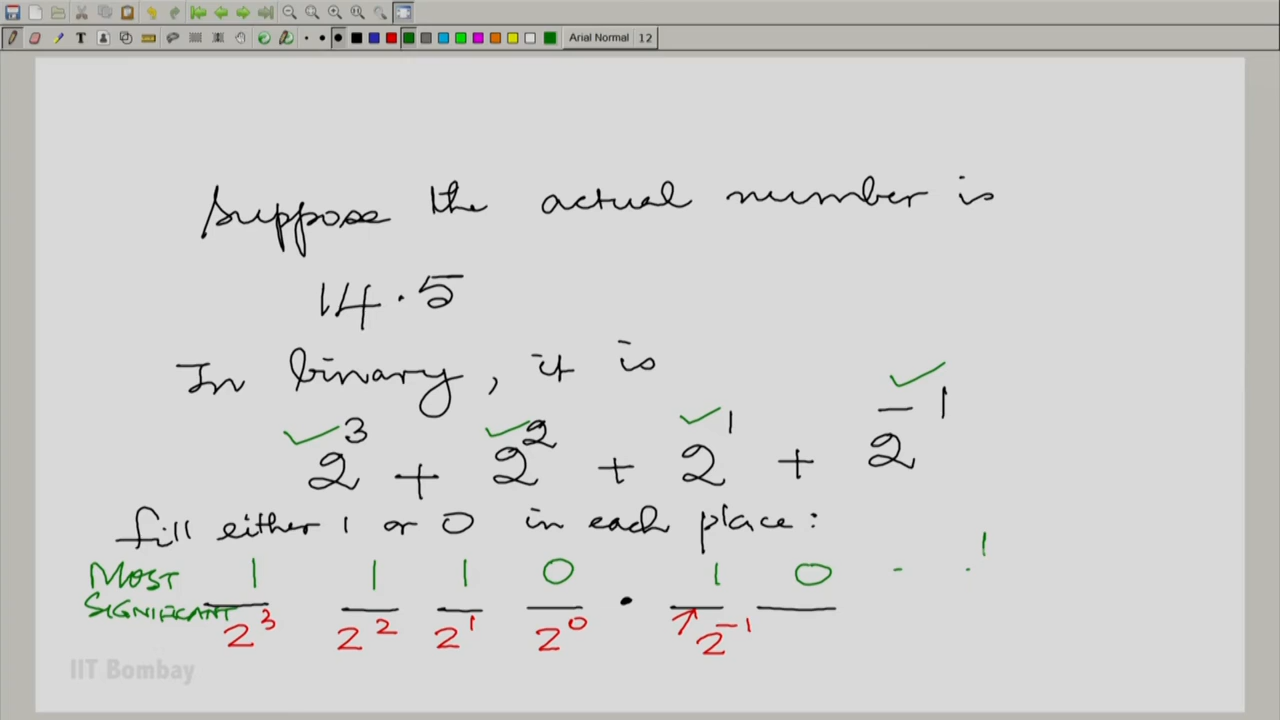 Arial Normal 12
Suppose the actual number is
14.5
In binary, it is
2³ + 2² + 2¹ + 2⁻¹
fill either 1 or 0 in each place:
MOST SIGNIFICANT 1 1 1 0 . 1 0
2³ 2² 2¹ 2⁰ 2⁻¹
IIT Bombay